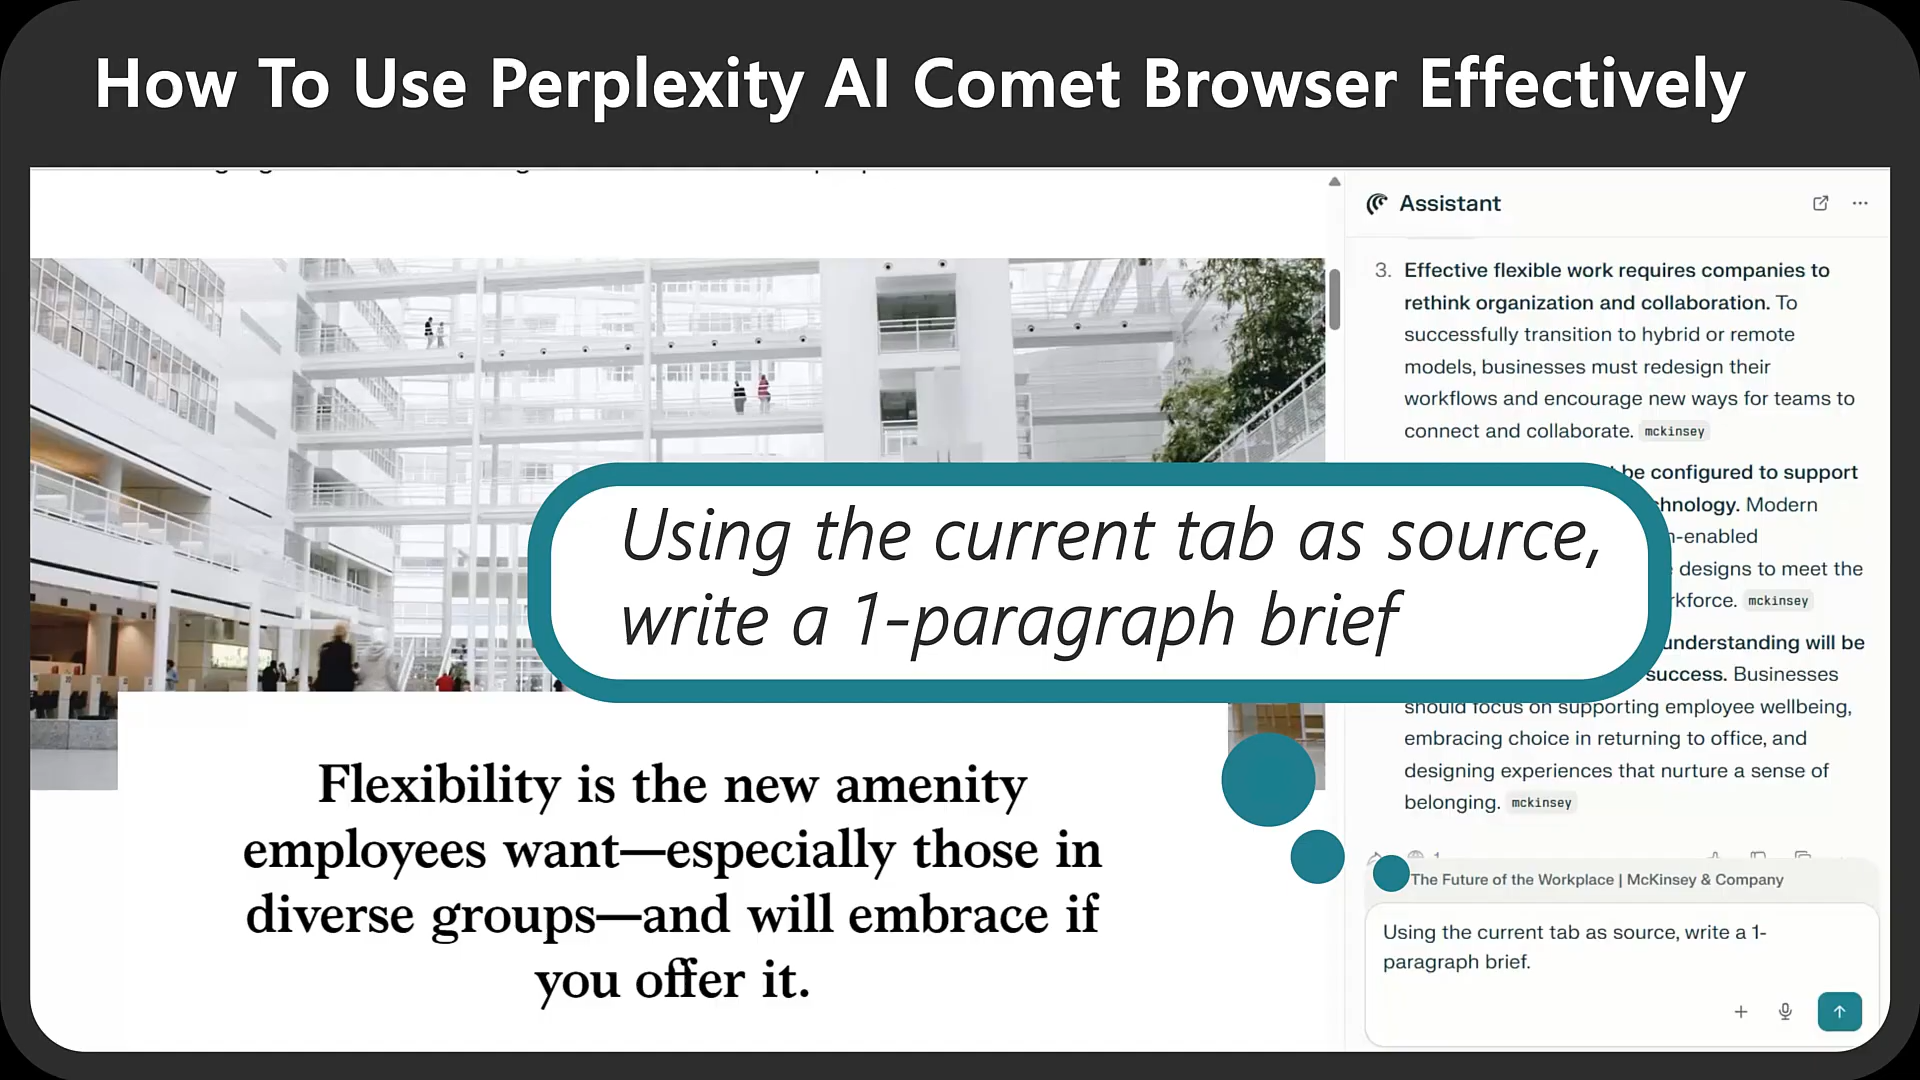 How To Use Perplexity AI Comet Browser Effectively
Flexibility is the new amenity
employees want—especially those in
diverse groups—and will embrace if
you offer it.
Using the current tab as source,
write a 1-paragraph brief
Assistant
3. Effective flexible work requires companies to
rethink organization and collaboration. To
successfully transition to hybrid or remote
models, businesses must redesign their
workflows and encourage new ways for teams to
connect and collaborate. mckinsey
be configured to support
Modern
designs to meet the
mckinsey
understanding will be
success. Businesses
should focus on supporting employee wellbeing,
embracing choice in returning to office, and
designing experiences that nurture a sense of
belonging. mckinsey
1
The Future of the Workplace | McKinsey & Company
Using the current tab as source, write a 1-
paragraph brief.